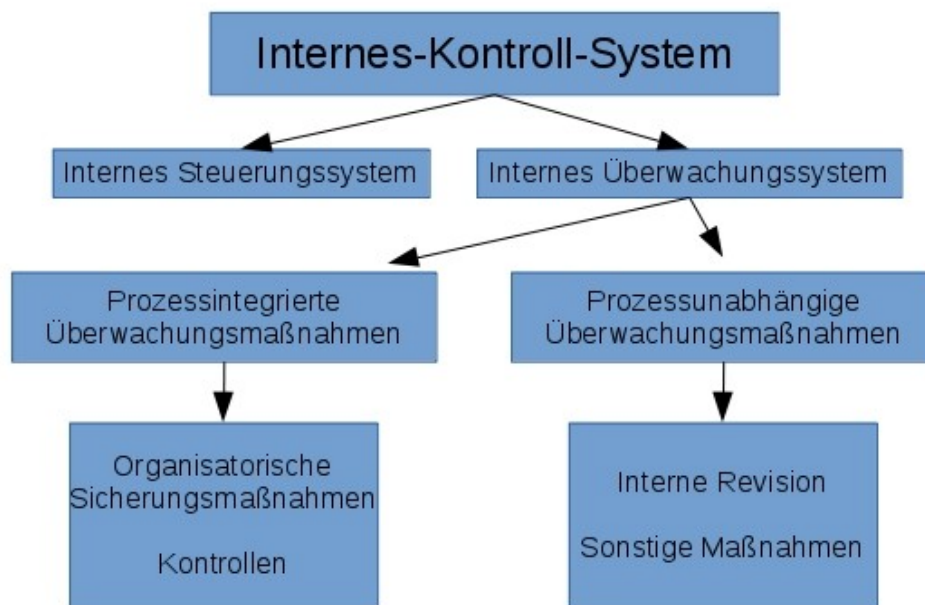 Internes-Kontroll-System
Internes Steuerungssystem
Internes Überwachungssystem
Prozessintegrierte
Überwachungsmaßnahmen
Prozessunabhängige
Überwachungsmaßnahmen
Organisatorische
Sicherungsmaßnahmen
Kontrollen
Interne Revision
Sonstige Maßnahmen